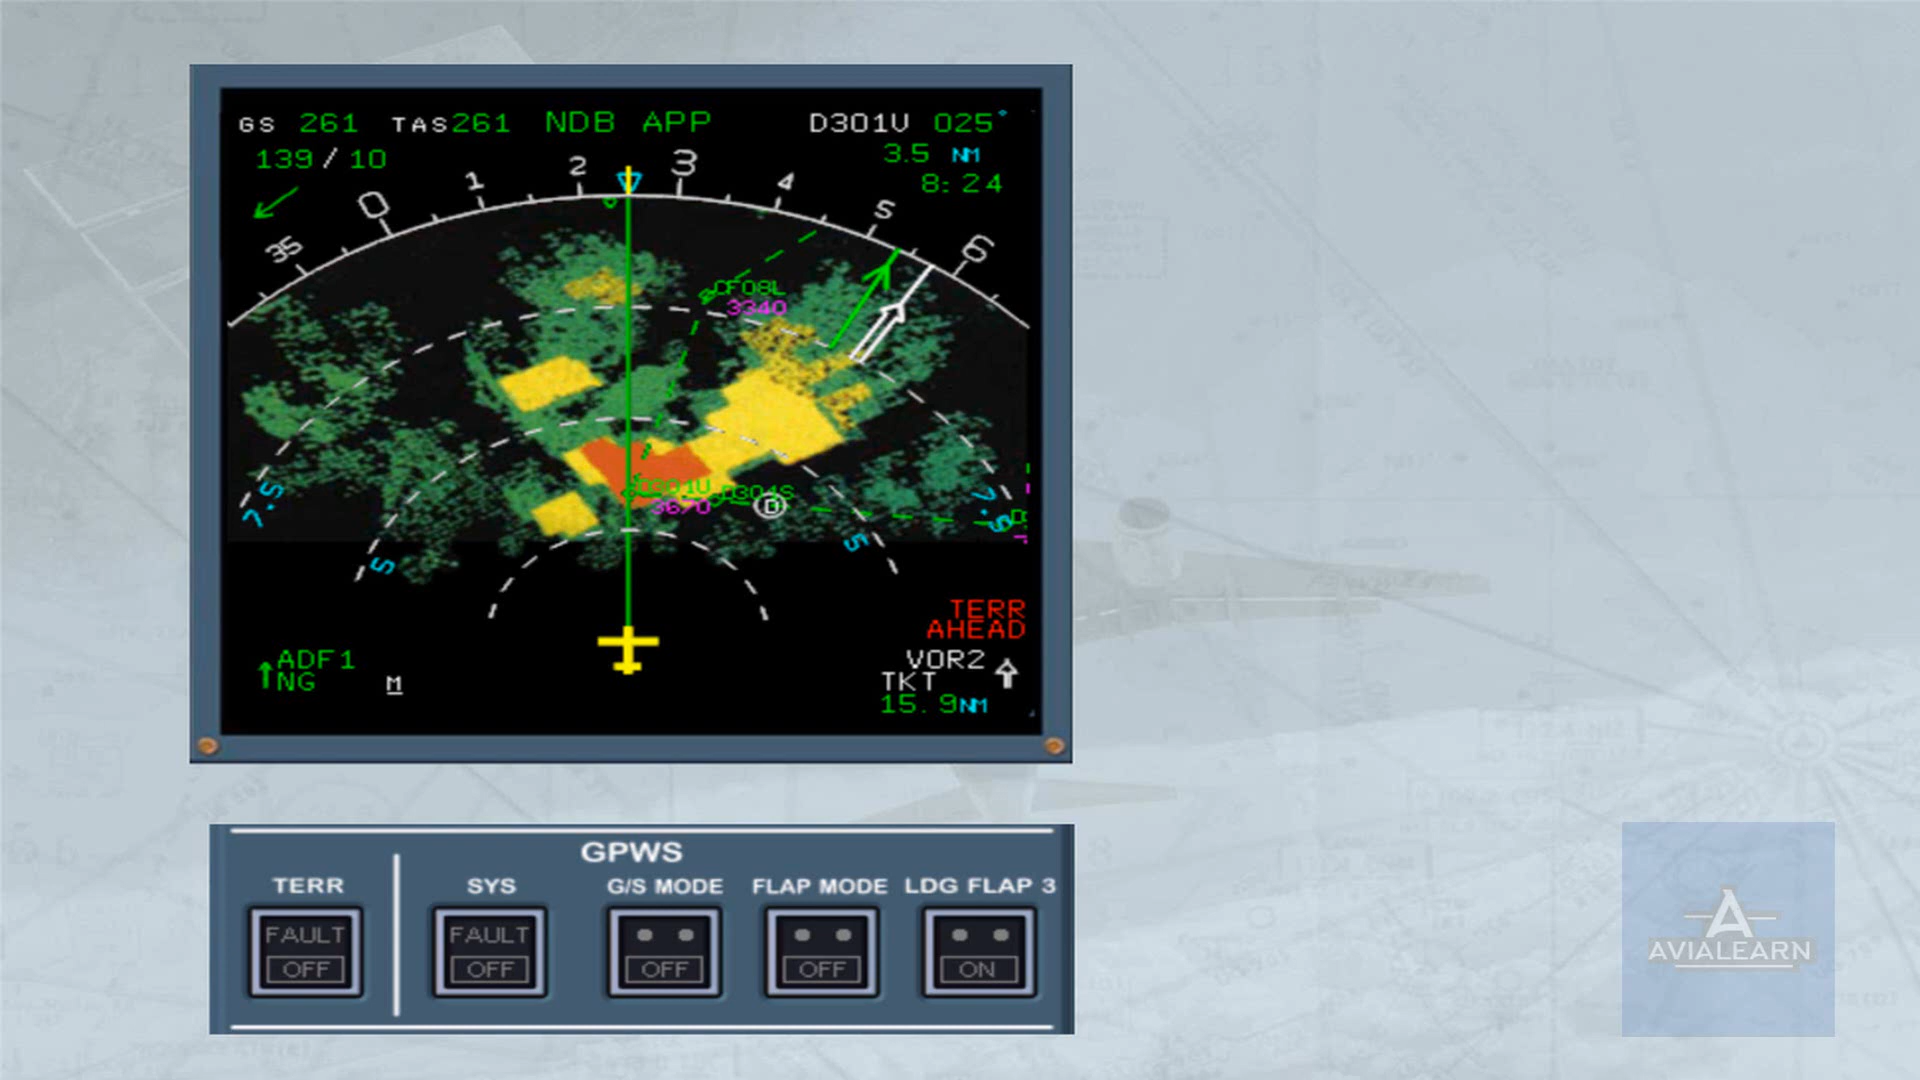 GS 261 TAS261 NDB APP D301U 025°
139/10 3.5 NM
8:24
35 0 1 2 3 4 5 6
CF08L
3340
D301U D304S
3670 D
7.5 7.5
5 5
TERR
AHEAD
ADF1 VOR2
NG M TKT
15.9NM
GPWS
TERR SYS G/S MODE FLAP MODE LDG FLAP 3
FAULT FAULT
OFF OFF OFF OFF ON
AVIALEARN